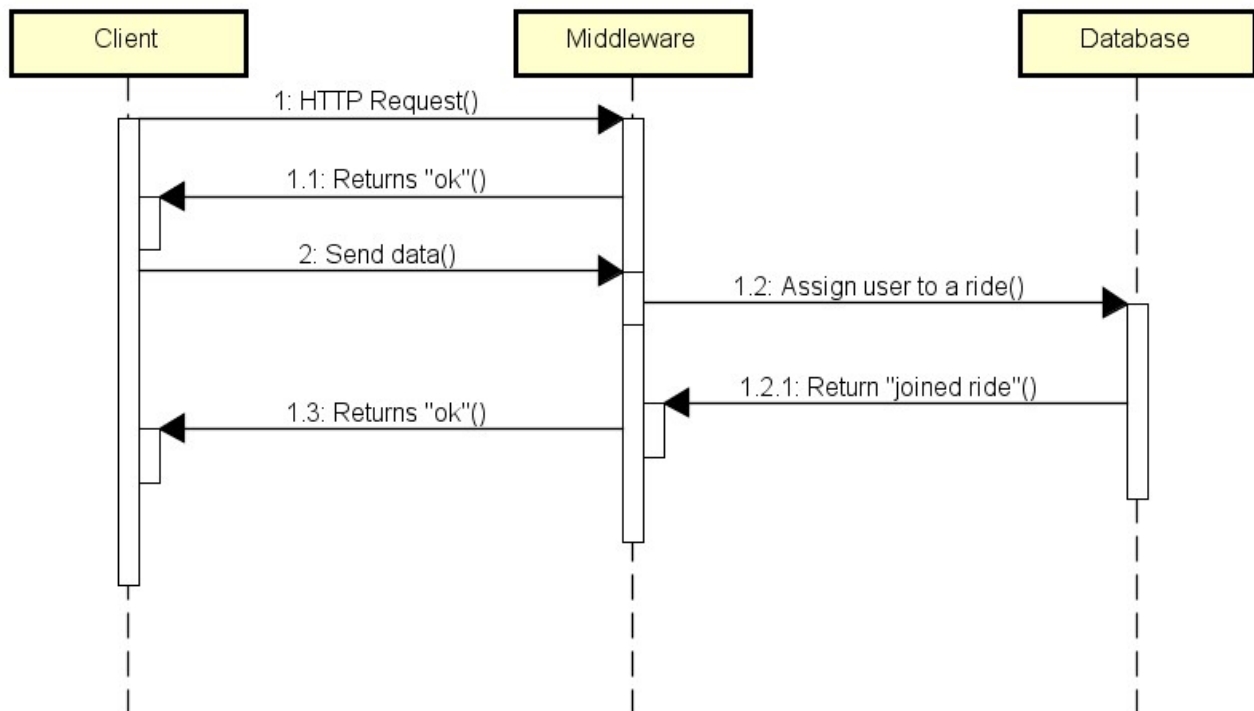 Client
Middleware
Database
1: HTTP Request()
1.1: Returns "ok"()
2: Send data()
1.2: Assign user to a ride()
1.2.1: Return "joined ride"()
1.3: Returns "ok"()